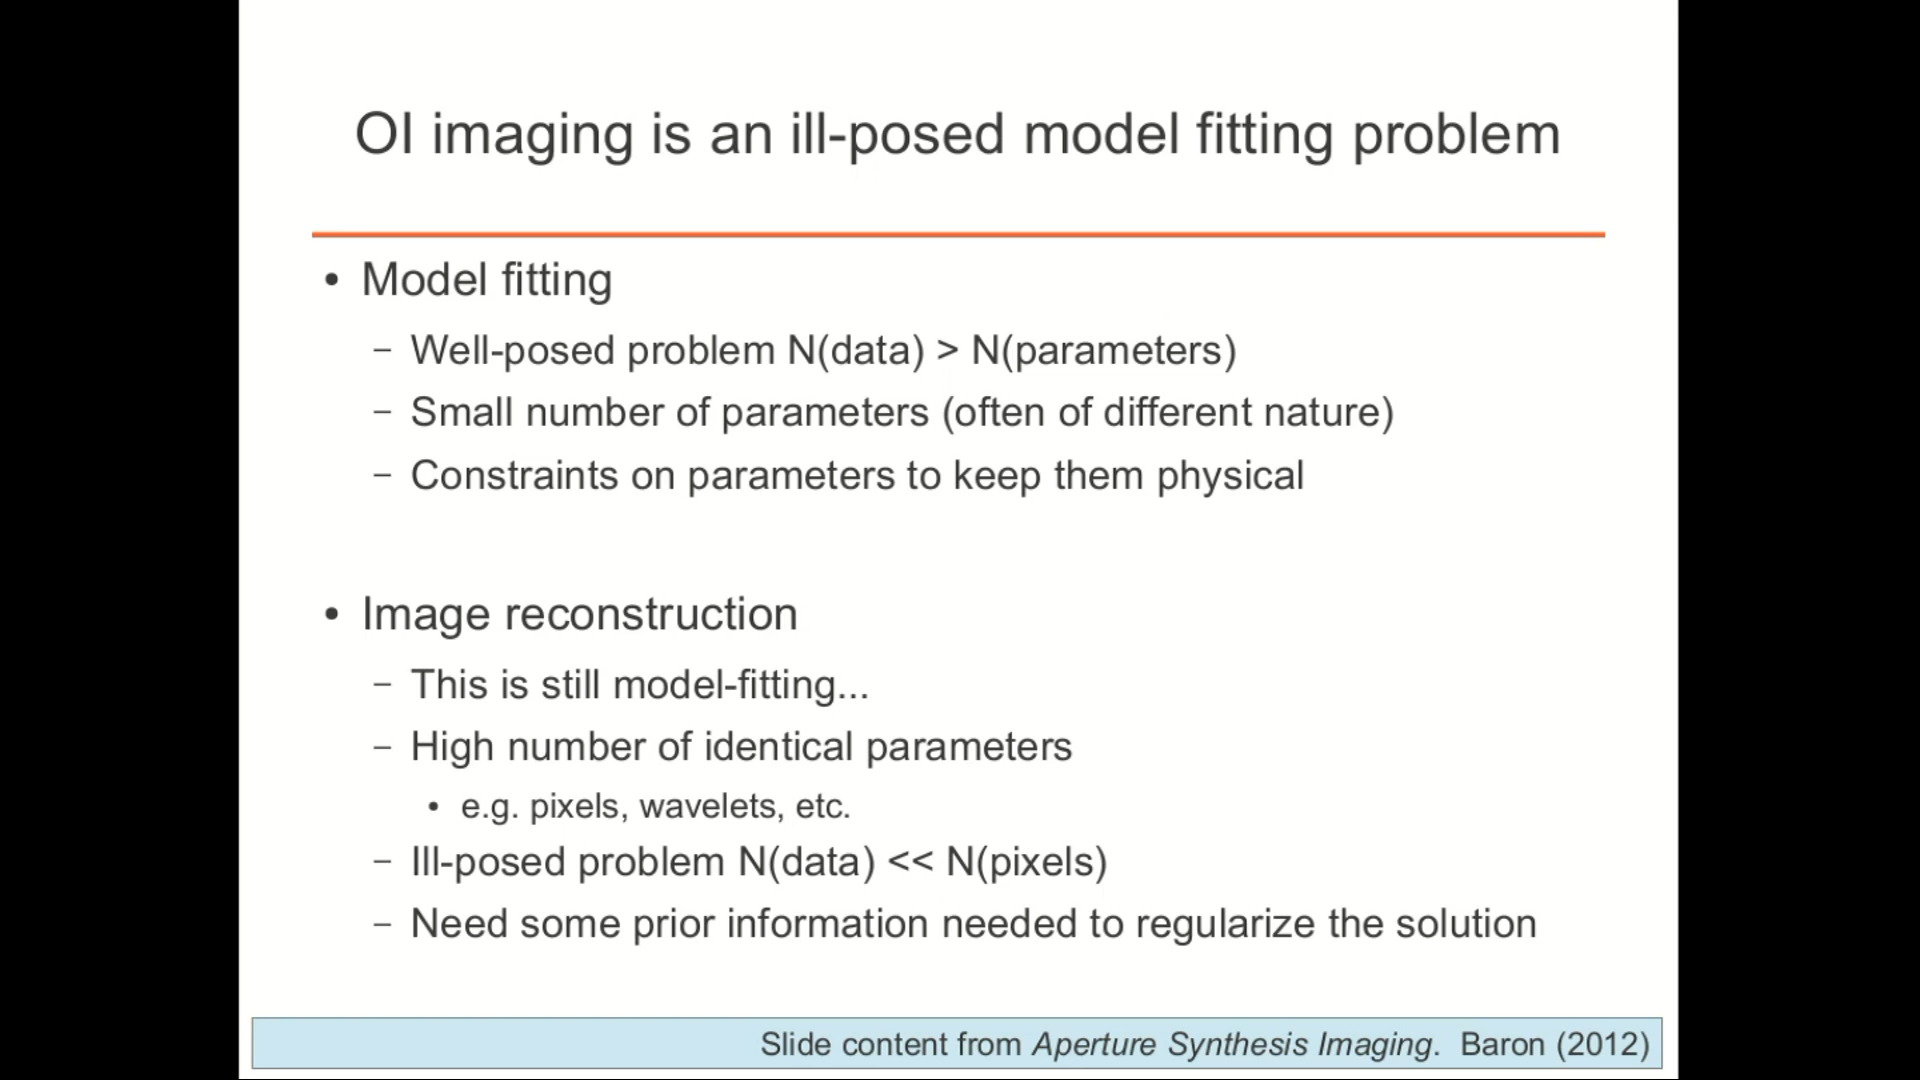 OI imaging is an ill-posed model fitting problem
• Model fitting
– Well-posed problem N(data) > N(parameters)
– Small number of parameters (often of different nature)
– Constraints on parameters to keep them physical
• Image reconstruction
– This is still model-fitting...
– High number of identical parameters
• e.g. pixels, wavelets, etc.
– Ill-posed problem N(data) << N(pixels)
– Need some prior information needed to regularize the solution
Slide content from Aperture Synthesis Imaging. Baron (2012)